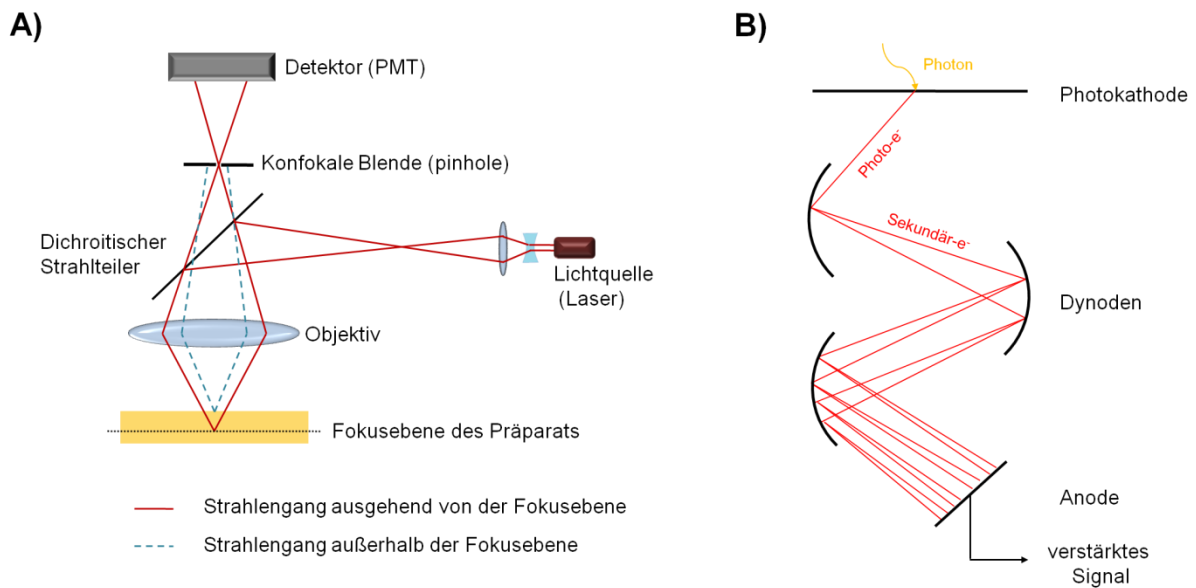 A)
Detektor (PMT)
Konfokale Blende (pinhole)
Dichroitischer
Strahlteiler
Lichtquelle
(Laser)
Objektiv
Fokusebene des Präparats
Strahlengang ausgehend von der Fokusebene
Strahlengang außerhalb der Fokusebene
B)
Photon
Photokathode
Photo-e⁻
Sekundär-e⁻
Dynoden
Anode
verstärktes
Signal